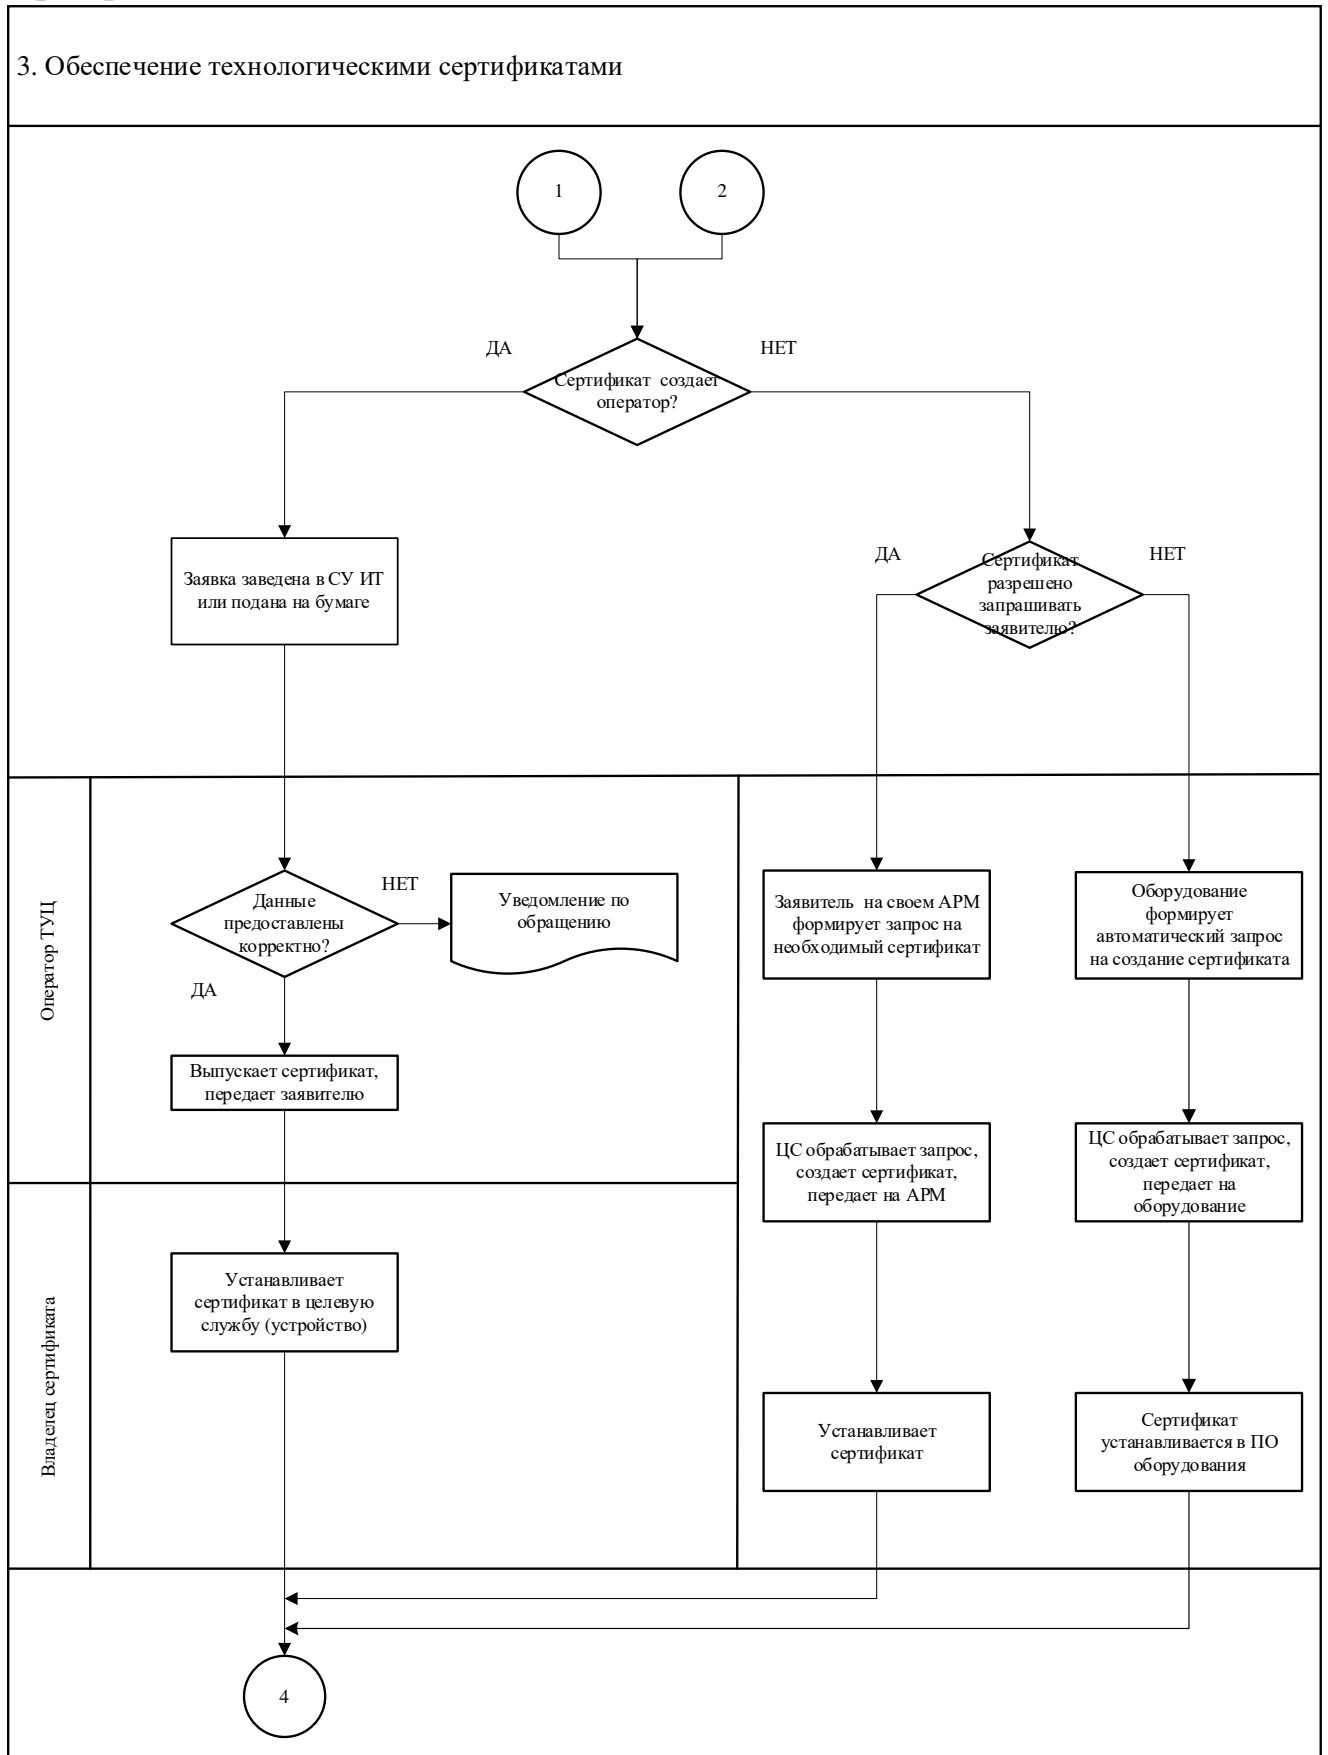 3. Обеспечение технологическими сертификатами
1
2
ДА
НЕТ
Сертификат создает
оператор?
Заявка заведена в СУ ИТ
или подана на бумаге
ДА
НЕТ
Сертификат
разрешено
запрашивать
заявителю?
Оператор ТУЦ
Данные
предоставлены
корректно?
НЕТ
ДА
Уведомление по
обращению
Выпускает сертификат,
передает заявителю
Заявитель на своем АРМ
формирует запрос на
необходимый сертификат
Оборудование
формирует
автоматический запрос
на создание сертификата
ЦС обрабатывает запрос,
создает сертификат,
передает на АРМ
ЦС обрабатывает запрос,
создает сертификат,
передает на
оборудование
Владелец сертификата
Устанавливает
сертификат в целевую
службу (устройство)
Устанавливает
сертификат
Сертификат
устанавливается в ПО
оборудования
4